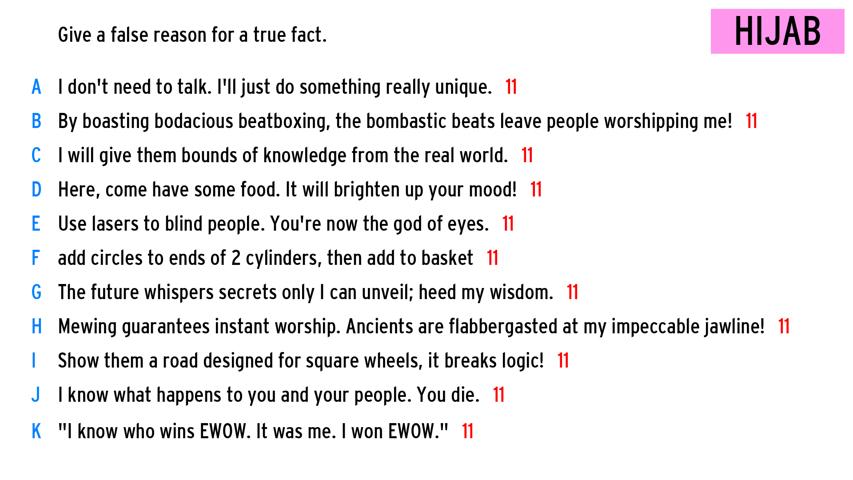 Give a false reason for a true fact.
HIJAB
A I don't need to talk. I'll just do something really unique. 11
B By boasting bodacious beatboxing, the bombastic beats leave people worshipping me! 11
C I will give them bounds of knowledge from the real world. 11
D Here, come have some food. It will brighten up your mood! 11
E Use lasers to blind people. You're now the god of eyes. 11
F add circles to ends of 2 cylinders, then add to basket 11
G The future whispers secrets only I can unveil; heed my wisdom. 11
H Mewing guarantees instant worship. Ancients are flabbergasted at my impeccable jawline! 11
I Show them a road designed for square wheels, it breaks logic! 11
J I know what happens to you and your people. You die. 11
K "I know who wins EWOW. It was me. I won EWOW." 11